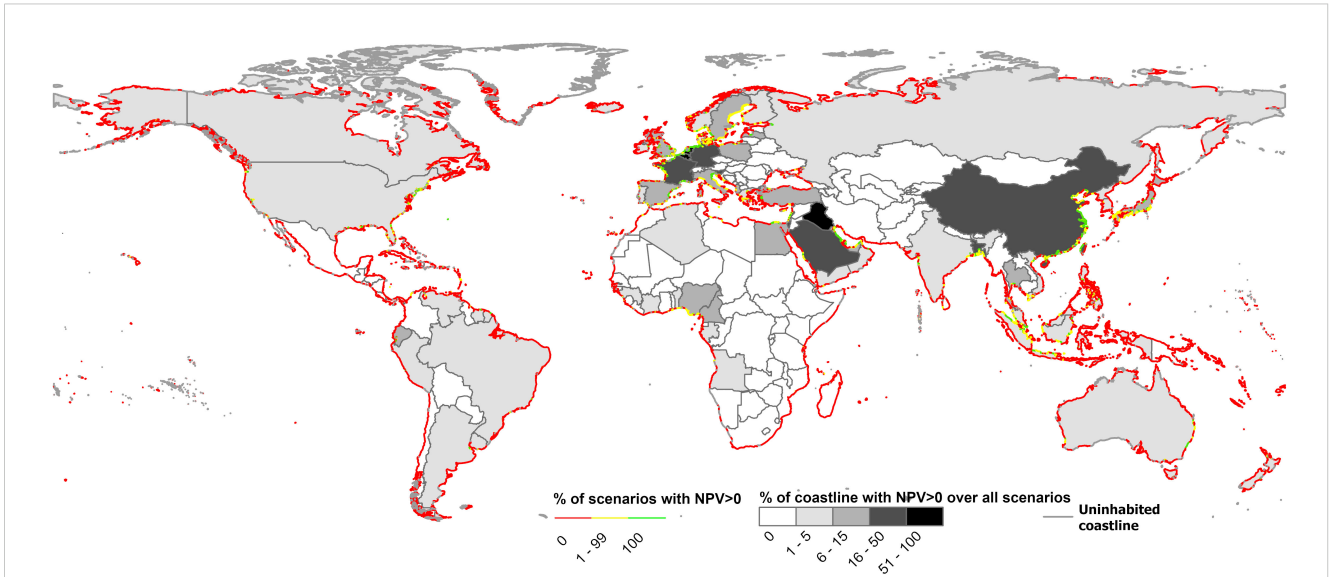 % of scenarios with NPV>0
0
1 - 99
100
% of coastline with NPV>0 over all scenarios
0
1 - 5
6 - 15
16 - 50
51 - 100
Uninhabited
coastline